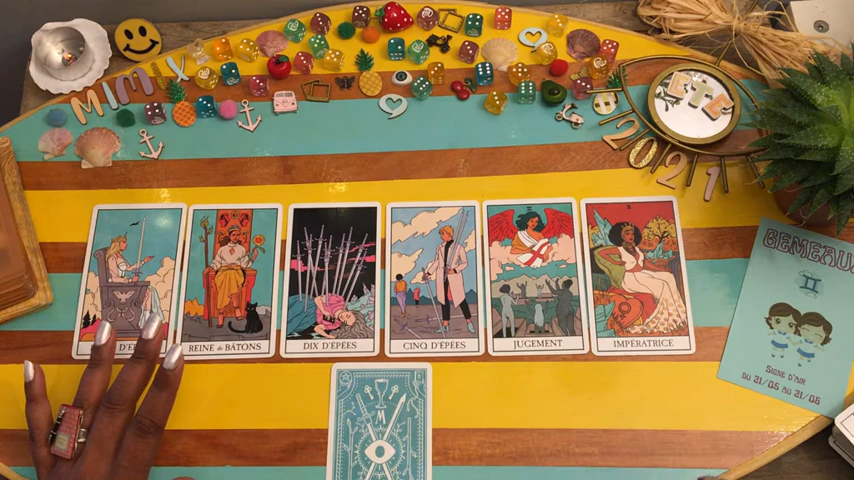 MIMIX
ÉTÉ
2021
REINE de BÂTONS
DIX D'ÉPÉES
CINQ D'ÉPÉES
JUGEMENT
IMPÉRATRICE
M
GEMEAUX
SIGNE D'AIR
DU 21/05 AU 21/06